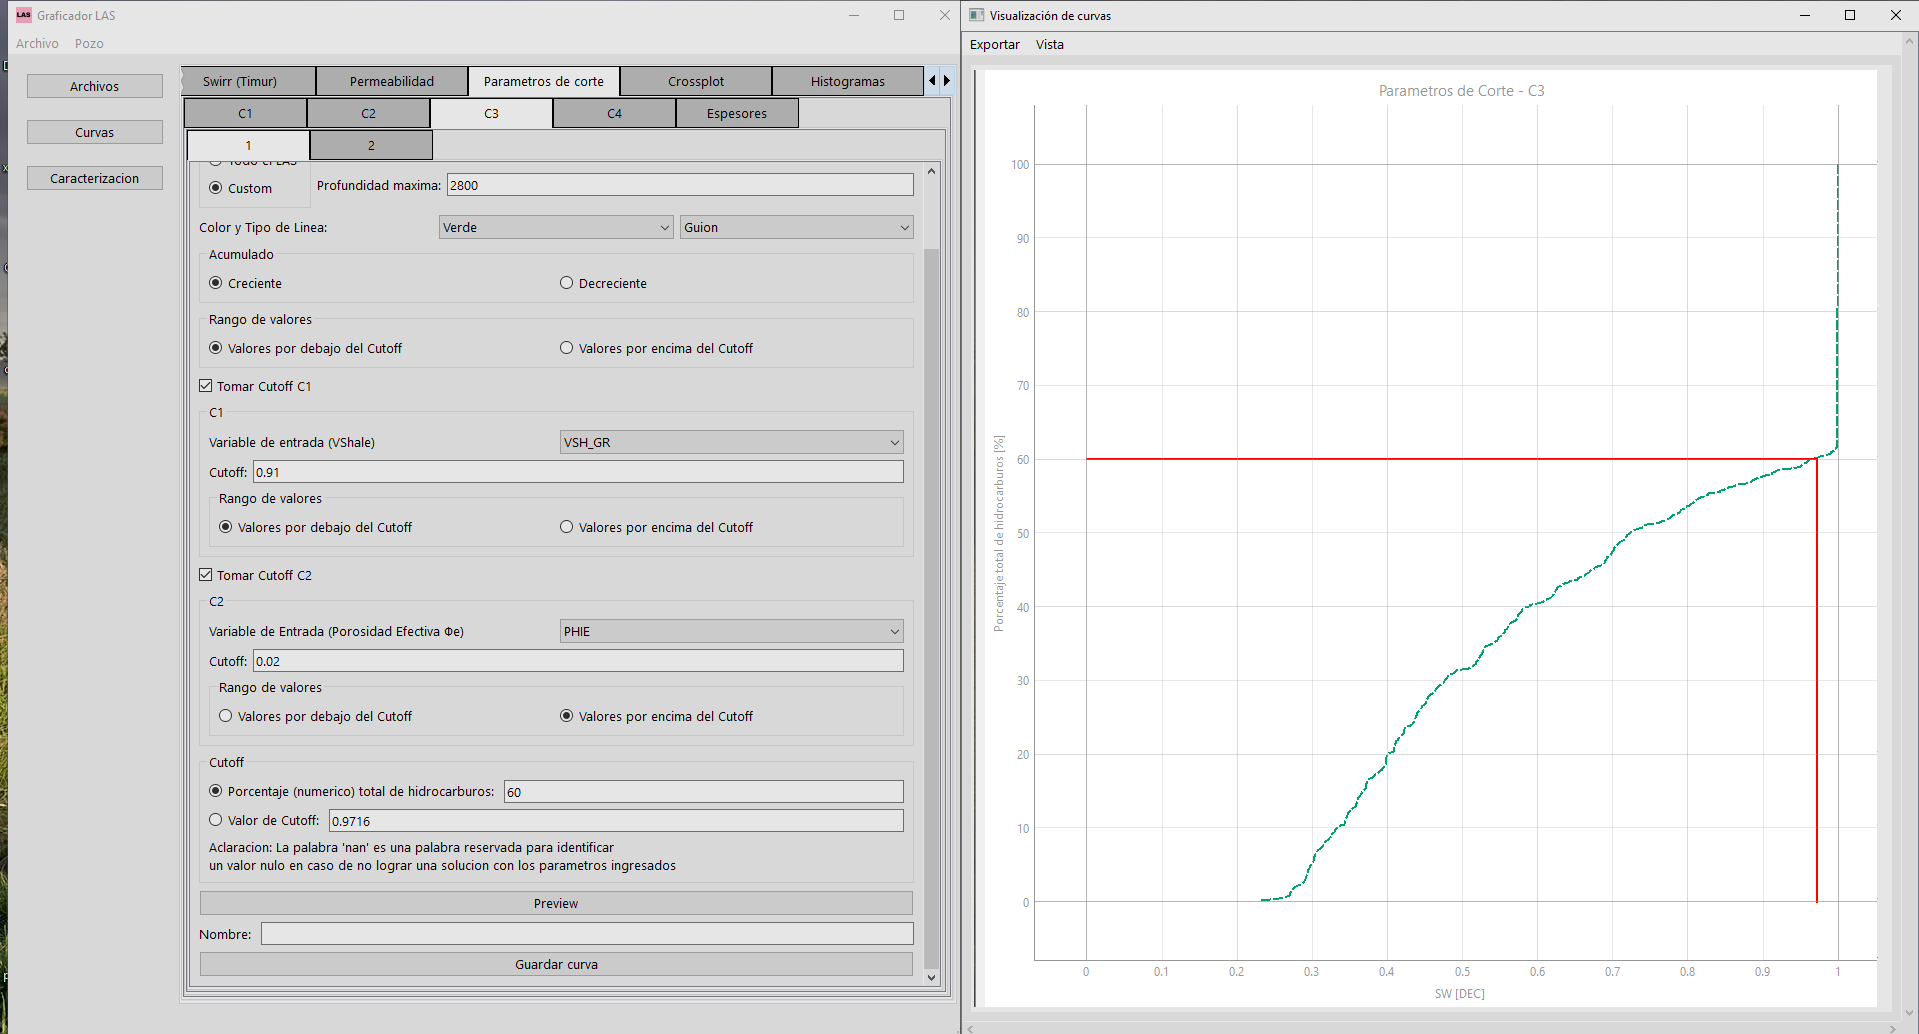 LAS Graficador LAS
Archivo Pozo
Archivos
Curvas
Caracterizacion
Swirr (Timur) Permeabilidad Parametros de corte Crossplot Histogramas
C1 C2 C3 C4 Espesores
1 2
Todo el LAS
Custom Profundidad maxima: 2800
Color y Tipo de Linea: Verde Guion
Acumulado
Creciente Decreciente
Rango de valores
Valores por debajo del Cutoff Valores por encima del Cutoff
Tomar Cutoff C1
C1
Variable de entrada (VShale) VSH_GR
Cutoff: 0.91
Rango de valores
Valores por debajo del Cutoff Valores por encima del Cutoff
Tomar Cutoff C2
C2
Variable de Entrada (Porosidad Efectiva Φe) PHIE
Cutoff: 0.02
Rango de valores
Valores por debajo del Cutoff Valores por encima del Cutoff
Cutoff
Porcentaje (numerico) total de hidrocarburos: 60
Valor de Cutoff: 0.9716
Aclaracion: La palabra 'nan' es una palabra reservada para identificar
un valor nulo en caso de no lograr una solucion con los parametros ingresados
Preview
Nombre:
Guardar curva
Visualización de curvas
Exportar Vista
Parametros de Corte - C3
Porcentaje total de hidrocarburos [%]
100
90
80
70
60
50
40
30
20
10
0
0 0.1 0.2 0.3 0.4 0.5 0.6 0.7 0.8 0.9 1
SW [DEC]